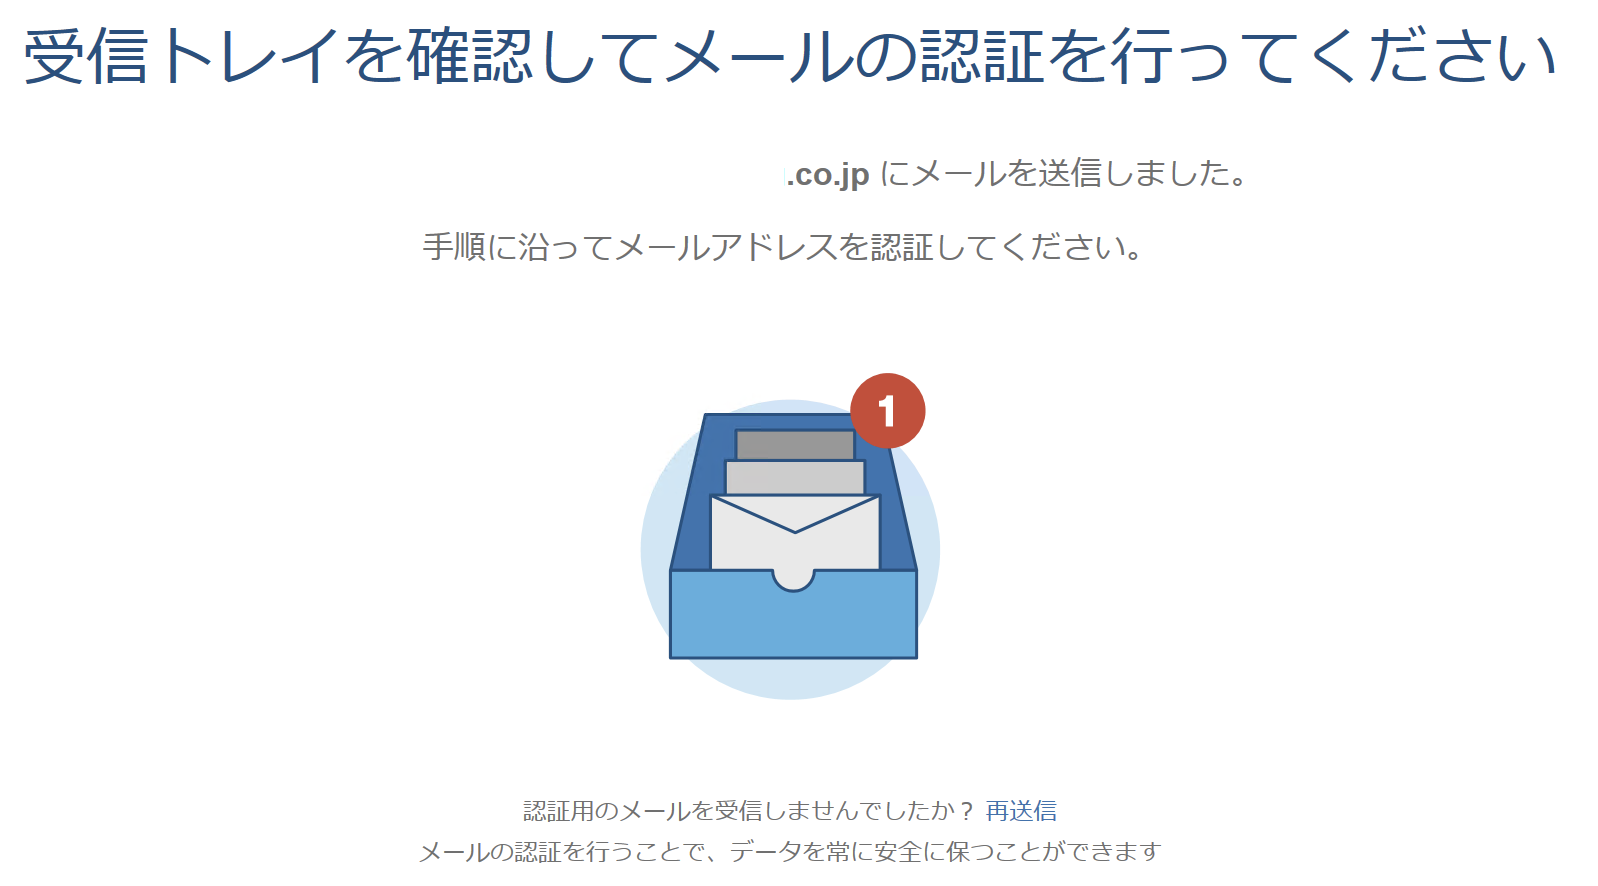 受信トレイを確認してメールの認証を行ってください
.co.jp にメールを送信しました。
手順に沿ってメールアドレスを認証してください。
1
認証用のメールを受信しませんでしたか？ 再送信
メールの認証を行うことで、データを常に安全に保つことができます